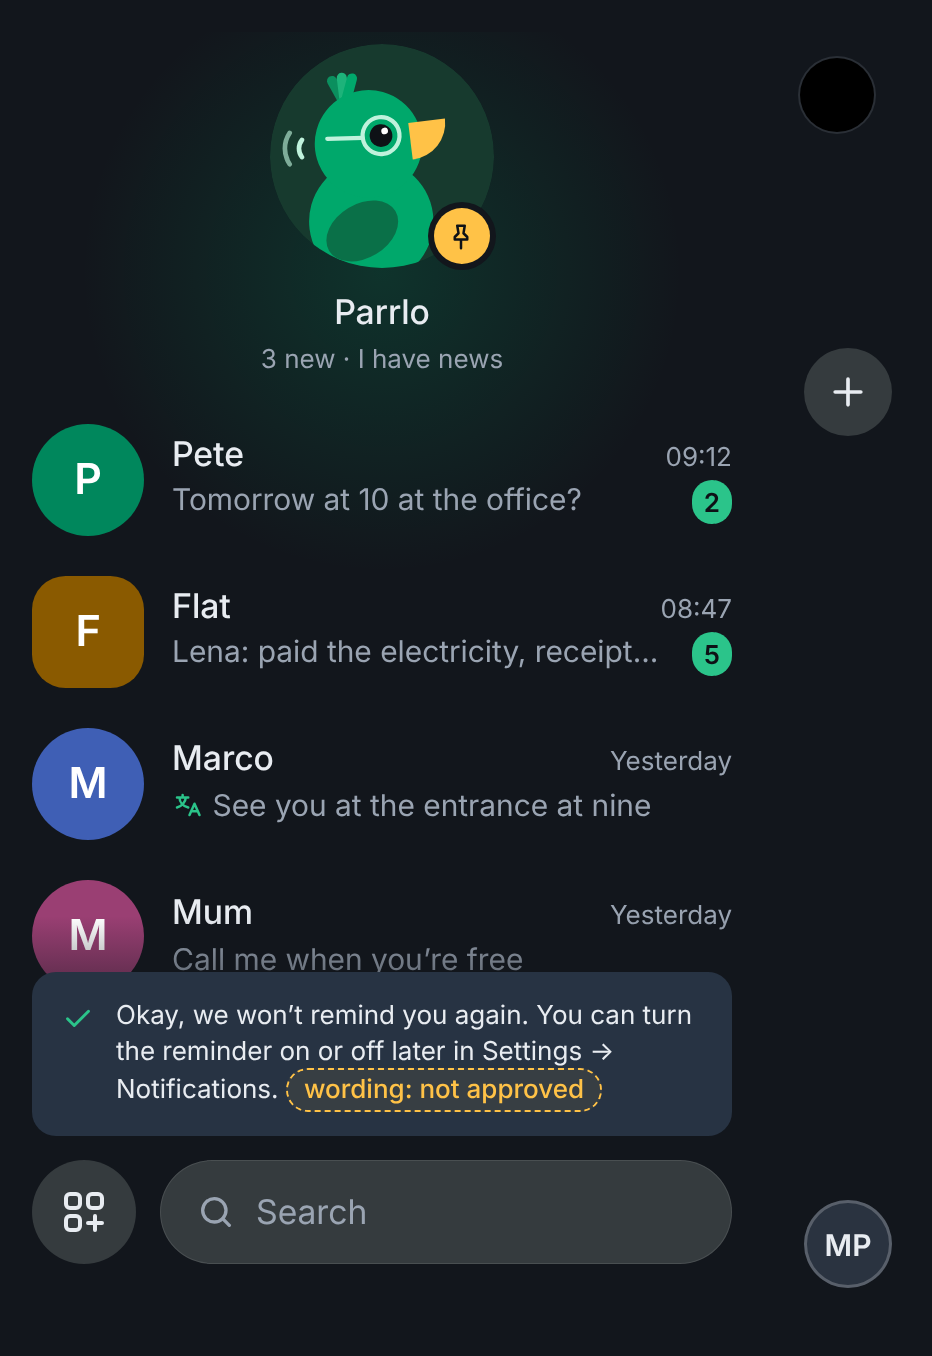 Parrlo
3 new · I have news
P
Pete
09:12
Tomorrow at 10 at the office?
2
F
Flat
08:47
Lena: paid the electricity, receipt...
5
M
Marco
Yesterday
See you at the entrance at nine
M
Mum
Yesterday
Call me when you’re free
Okay, we won’t remind you again. You can turn
the reminder on or off later in Settings →
Notifications. wording: not approved
Search
MP